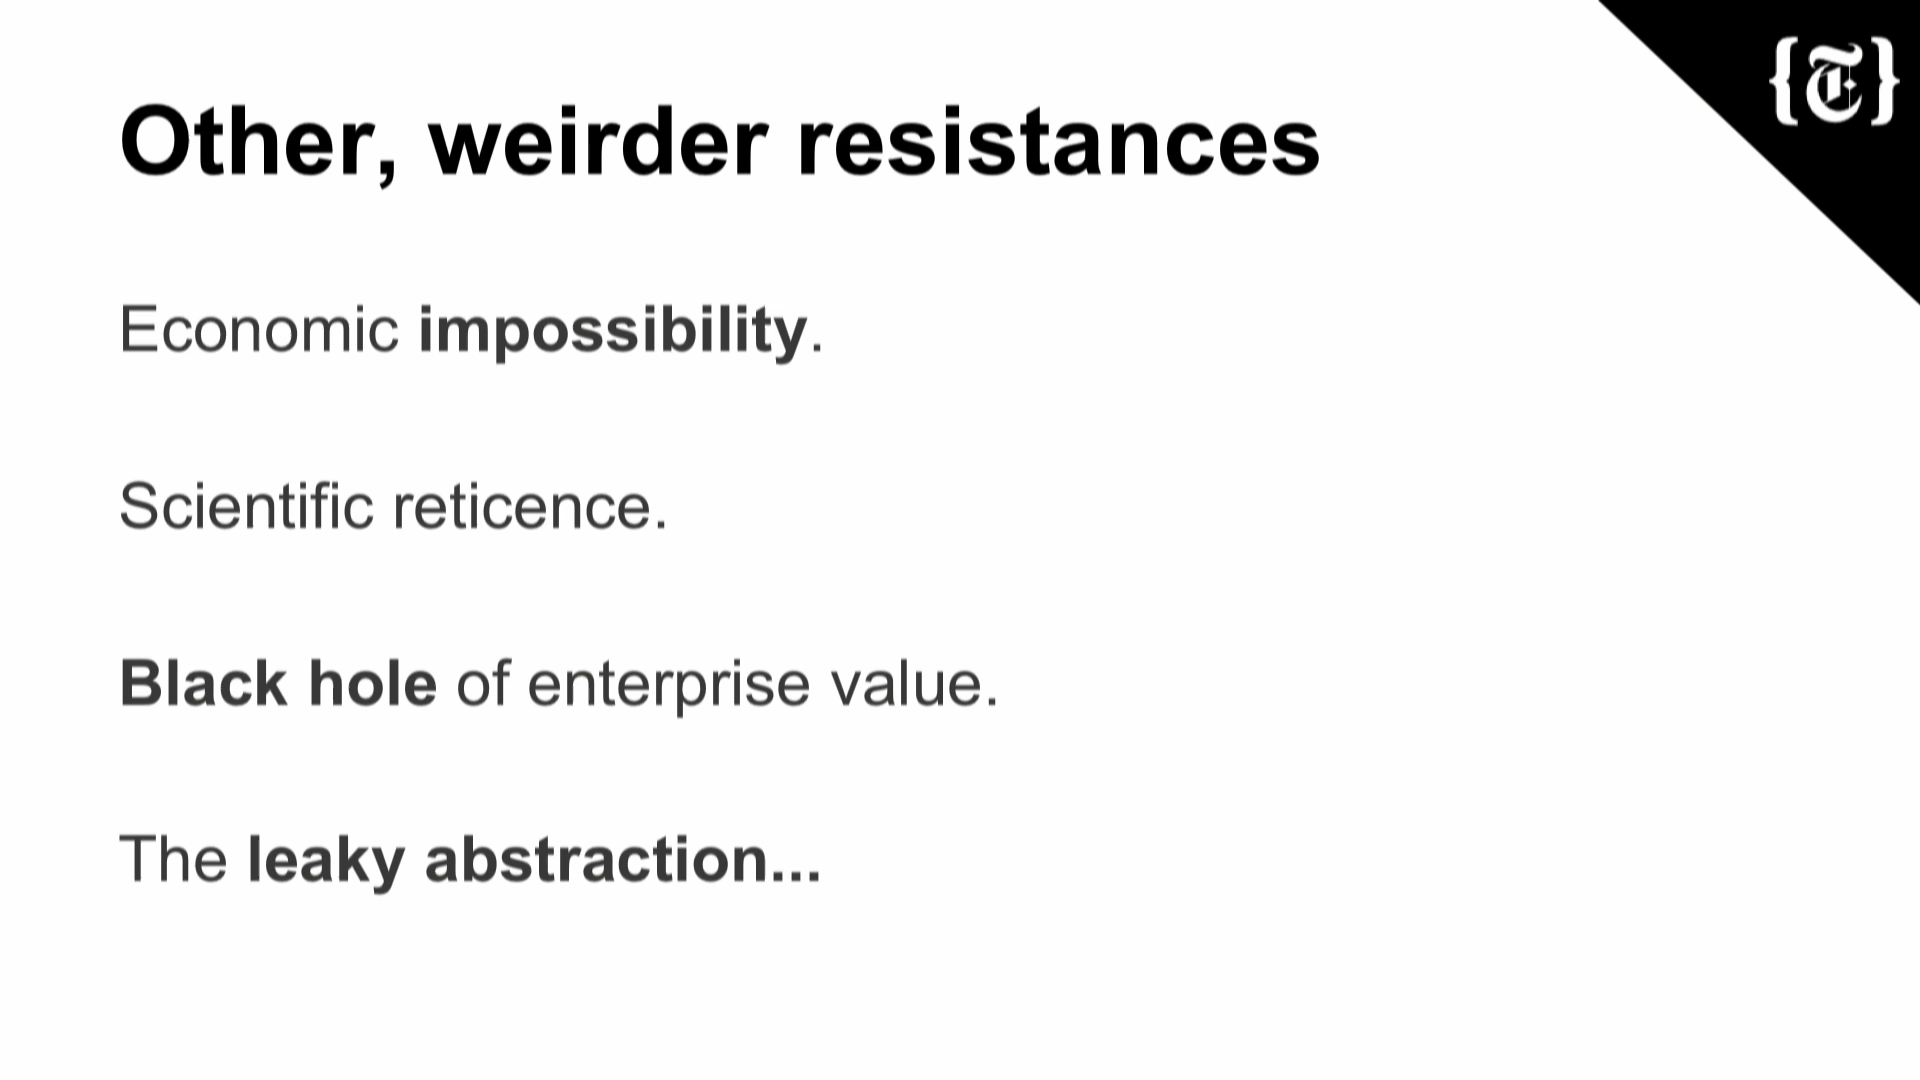 {T}
Other, weirder resistances
Economic impossibility.
Scientific reticence.
Black hole of enterprise value.
The leaky abstraction...